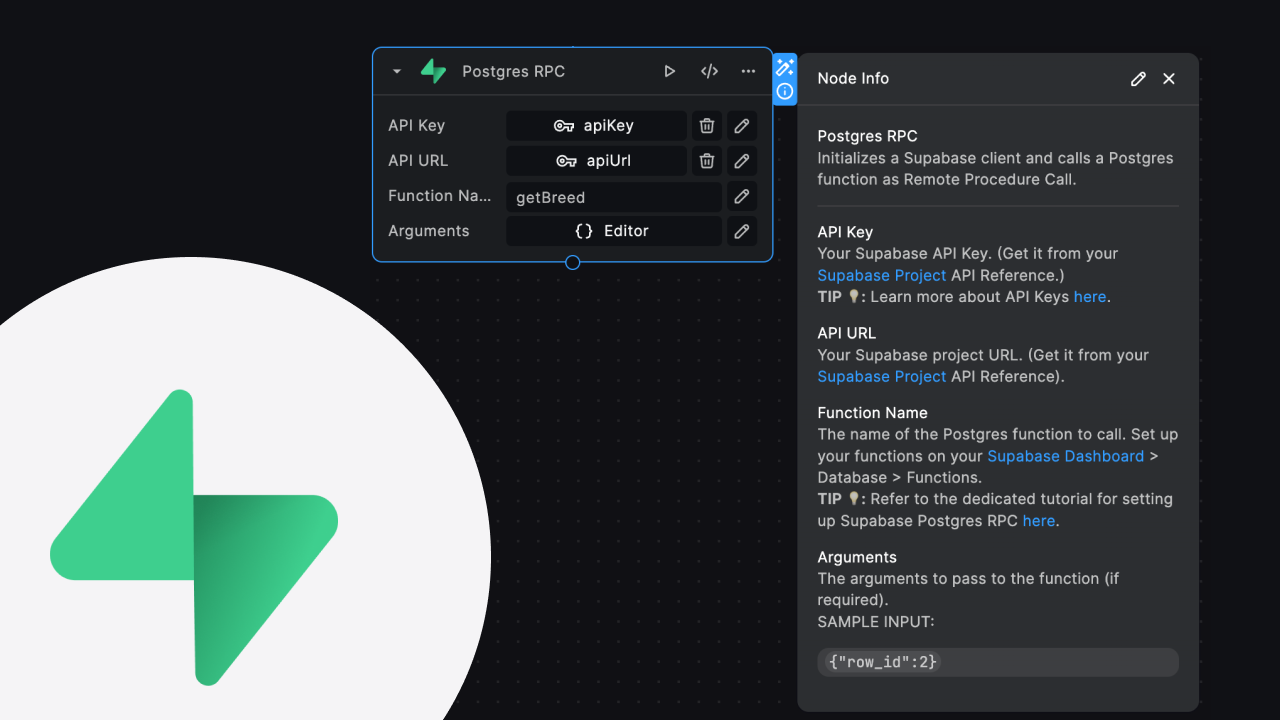 Postgres RPC
API Key
apiKey
API URL
apiUrl
Function Na...
getBreed
Arguments
{} Editor
Node Info
Postgres RPC
Initializes a Supabase client and calls a Postgres
function as Remote Procedure Call.
API Key
Your Supabase API Key. (Get it from your
Supabase Project API Reference.)
TIP 💡: Learn more about API Keys here.
API URL
Your Supabase project URL. (Get it from your
Supabase Project API Reference).
Function Name
The name of the Postgres function to call. Set up
your functions on your Supabase Dashboard >
Database > Functions.
TIP 💡: Refer to the dedicated tutorial for setting
up Supabase Postgres RPC here.
Arguments
The arguments to pass to the function (if
required).
SAMPLE INPUT:
{"row_id":2}